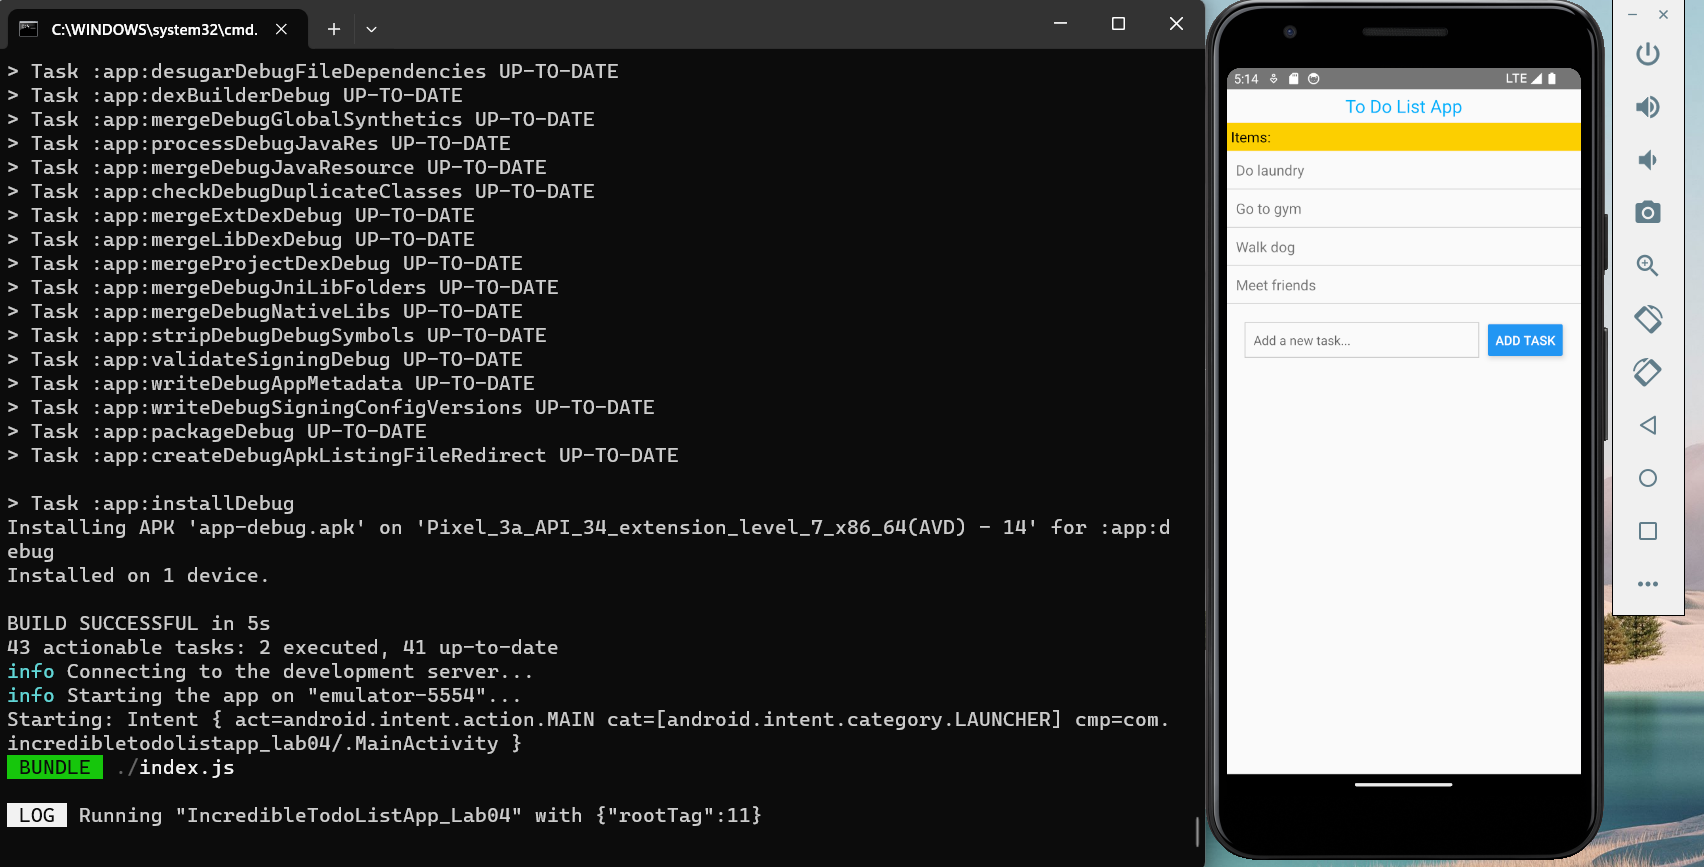 C:\WINDOWS\system32\cmd.
> Task :app:desugarDebugFileDependencies UP-TO-DATE
> Task :app:dexBuilderDebug UP-TO-DATE
> Task :app:mergeDebugGlobalSynthetics UP-TO-DATE
> Task :app:processDebugJavaRes UP-TO-DATE
> Task :app:mergeDebugJavaResource UP-TO-DATE
> Task :app:checkDebugDuplicateClasses UP-TO-DATE
> Task :app:mergeExtDexDebug UP-TO-DATE
> Task :app:mergeLibDexDebug UP-TO-DATE
> Task :app:mergeProjectDexDebug UP-TO-DATE
> Task :app:mergeDebugJniLibFolders UP-TO-DATE
> Task :app:mergeDebugNativeLibs UP-TO-DATE
> Task :app:stripDebugDebugSymbols UP-TO-DATE
> Task :app:validateSigningDebug UP-TO-DATE
> Task :app:writeDebugAppMetadata UP-TO-DATE
> Task :app:writeDebugSigningConfigVersions UP-TO-DATE
> Task :app:packageDebug UP-TO-DATE
> Task :app:createDebugApkListingFileRedirect UP-TO-DATE
> Task :app:installDebug
Installing APK 'app-debug.apk' on 'Pixel_3a_API_34_extension_level_7_x86_64(AVD) - 14' for :app:d
ebug
Installed on 1 device.
BUILD SUCCESSFUL in 5s
43 actionable tasks: 2 executed, 41 up-to-date
info Connecting to the development server...
info Starting the app on "emulator-5554"...
Starting: Intent { act=android.intent.action.MAIN cat=[android.intent.category.LAUNCHER] cmp=com.
incredibletodolistapp_lab04/.MainActivity }
BUNDLE ./index.js
LOG Running "IncredibleTodoListApp_Lab04" with {"rootTag":11}
5:14 LTE
To Do List App
Items:
Do laundry
Go to gym
Walk dog
Meet friends
Add a new task... ADD TASK